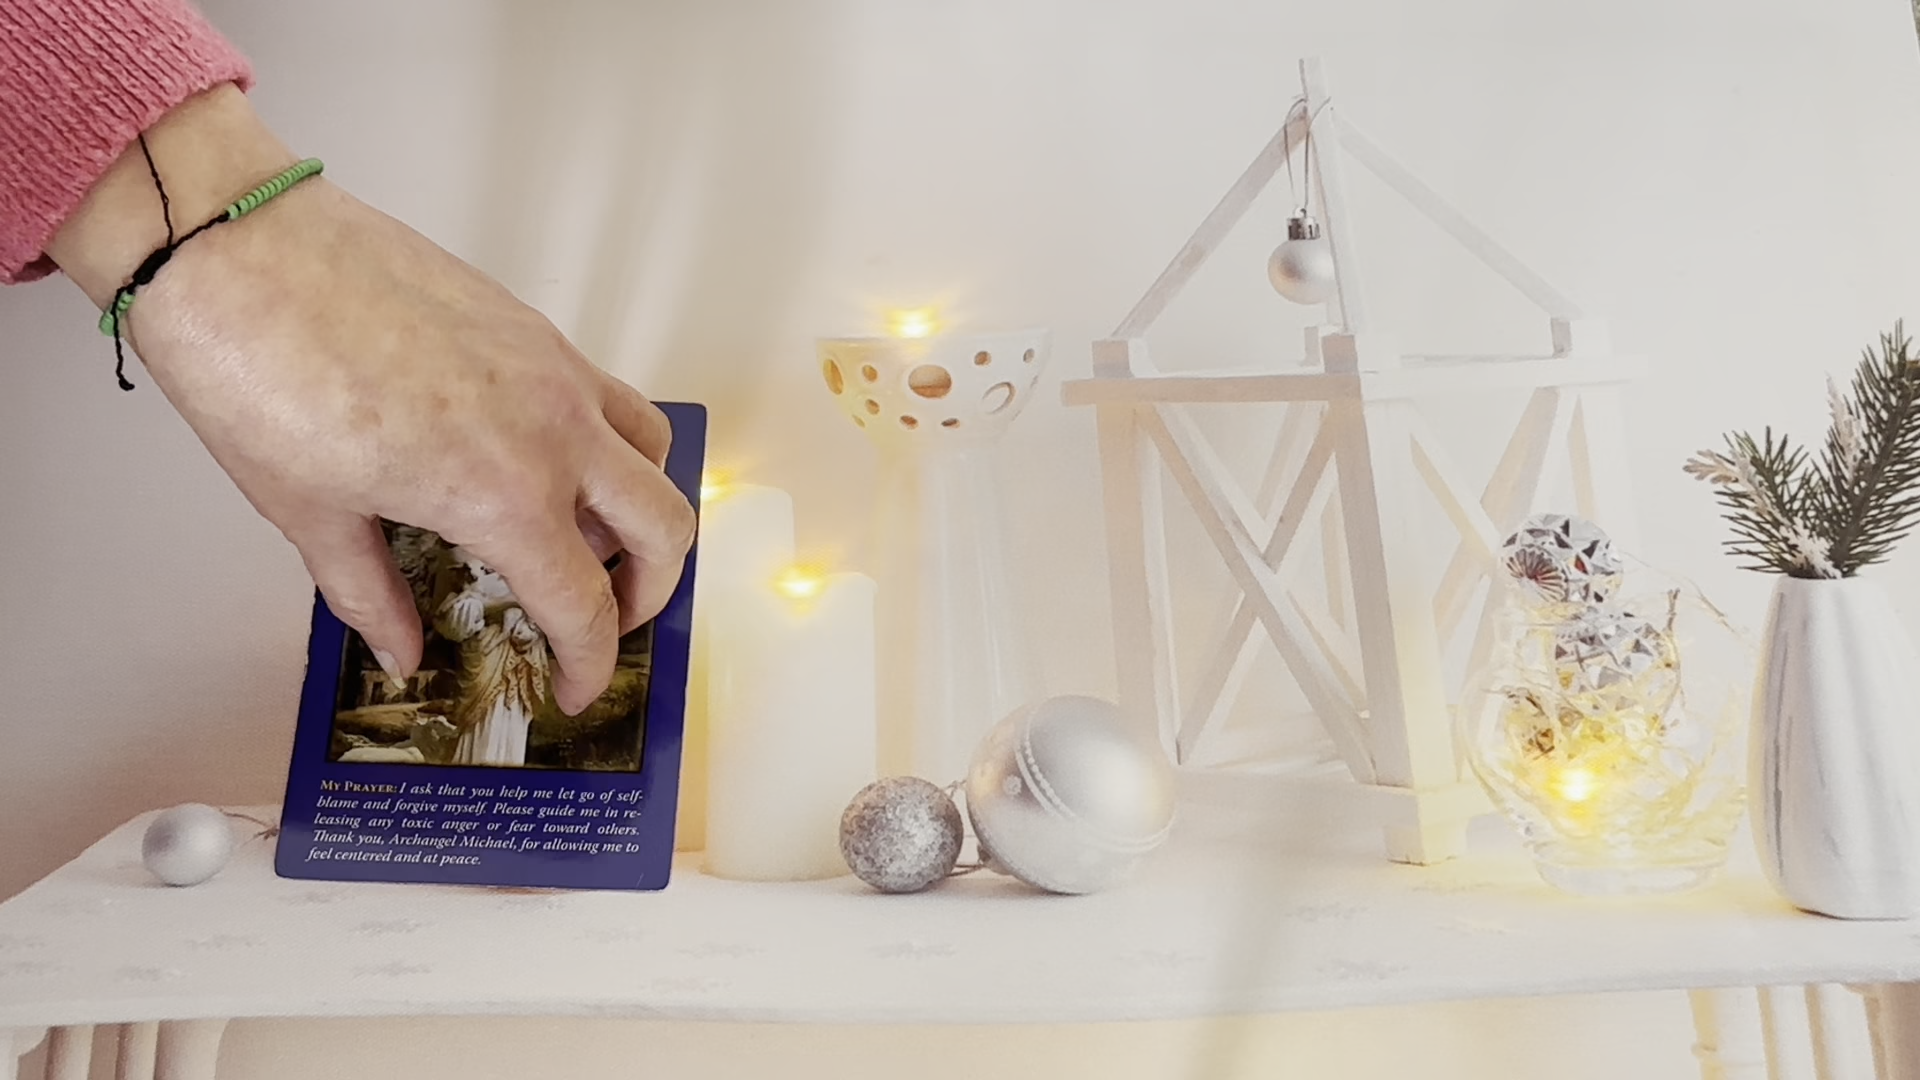 MY PRAYER: I ask that you help me let go of self-
blame and forgive myself. Please guide me in re-
leasing any toxic anger or fear toward others.
Thank you, Archangel Michael, for allowing me to
feel centered and at peace.